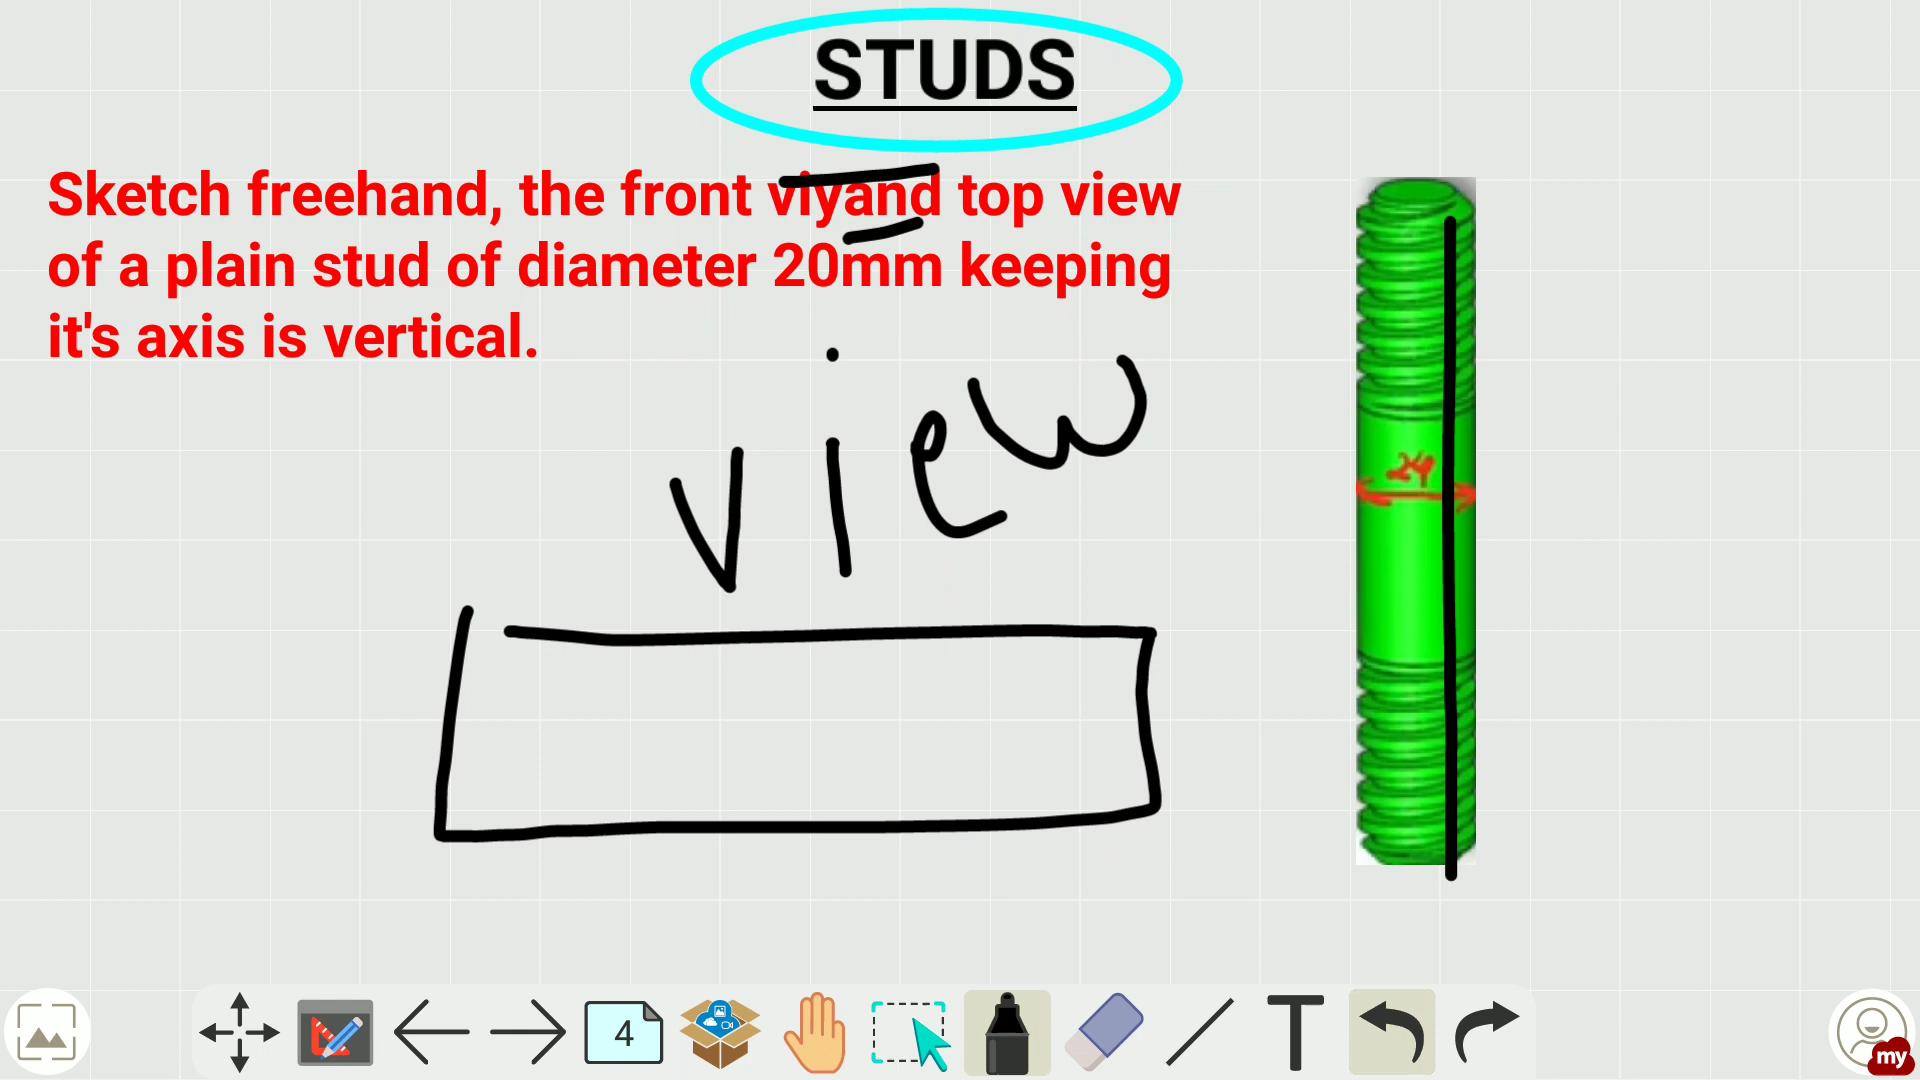 STUDS
Sketch freehand, the front viyand top view
of a plain stud of diameter 20mm keeping
it's axis is vertical.
view
24
4
my